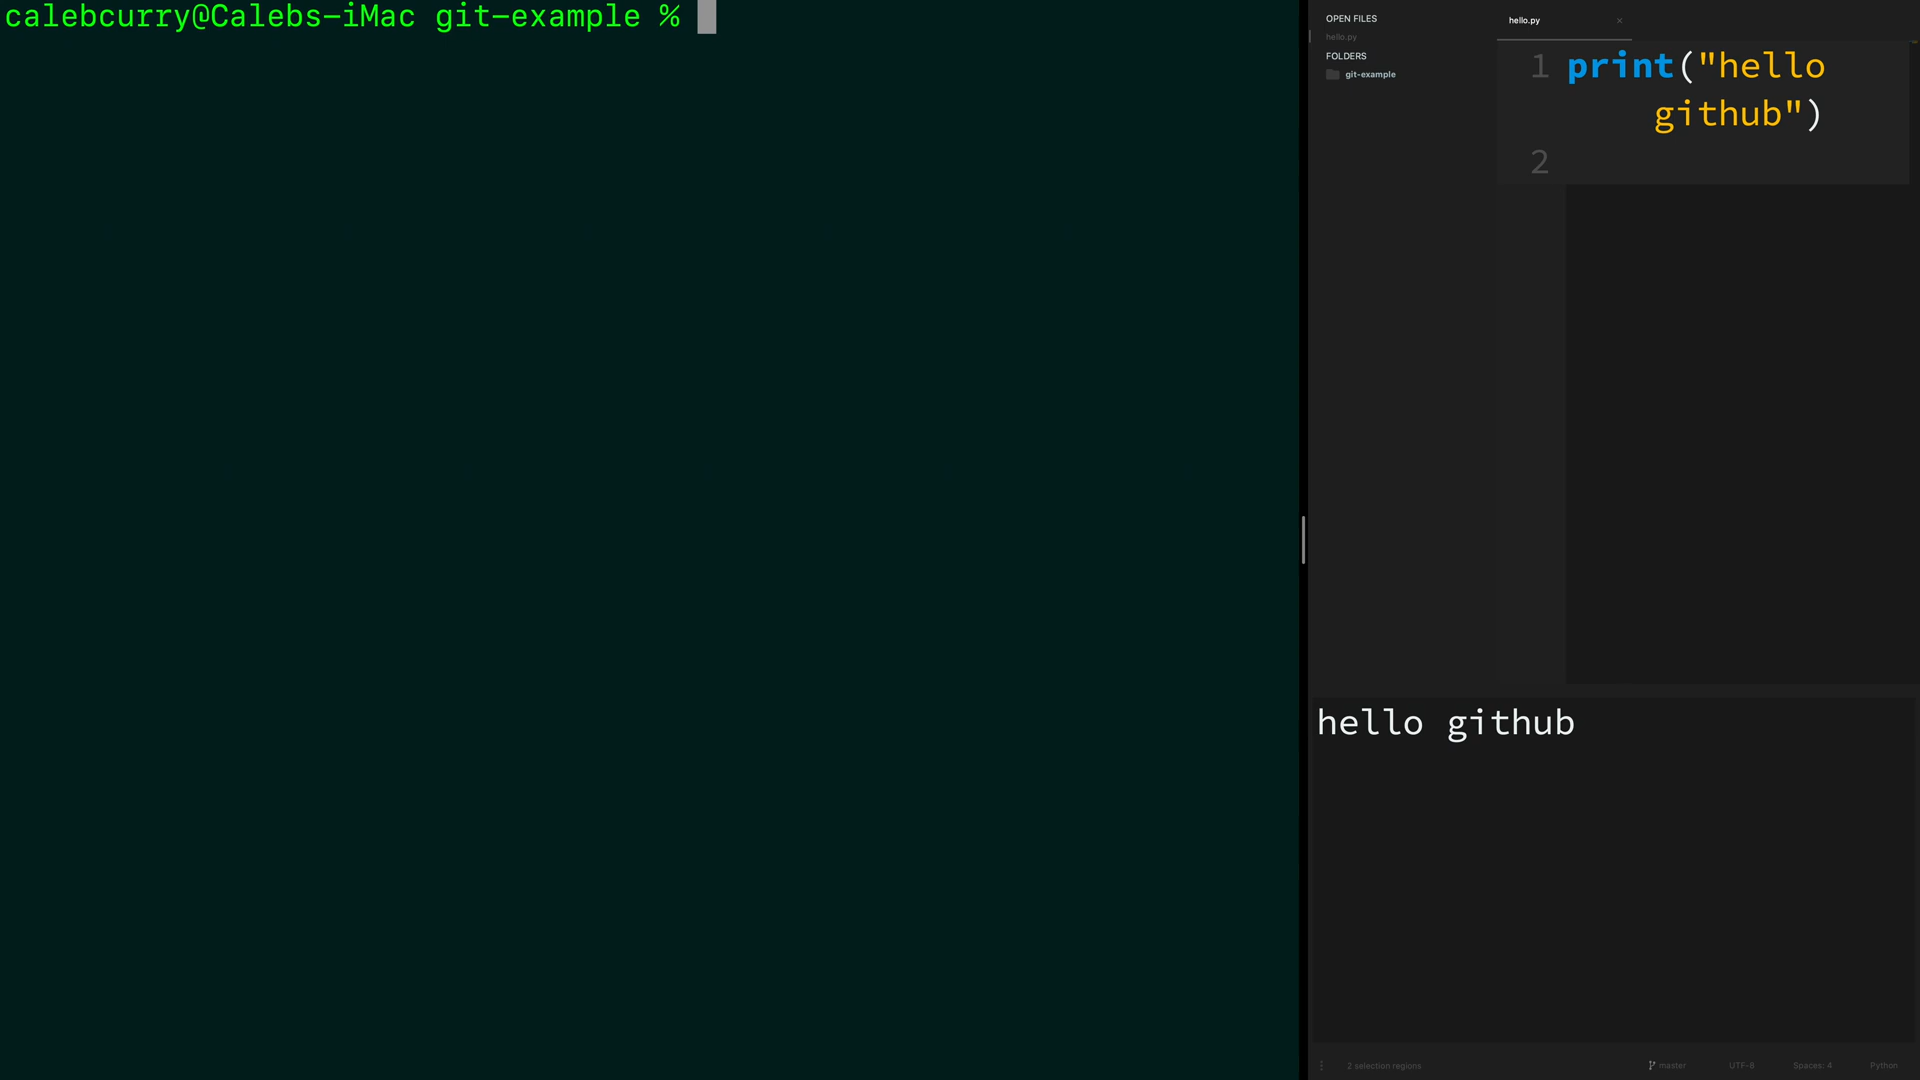 calebcurry@Calebs-iMac git-example %
OPEN FILES
hello.py
FOLDERS
git-example
hello.py ×
1 print("hello
github")
2
hello github
2 selection regions
master
UTF-8
Spaces: 4
Python